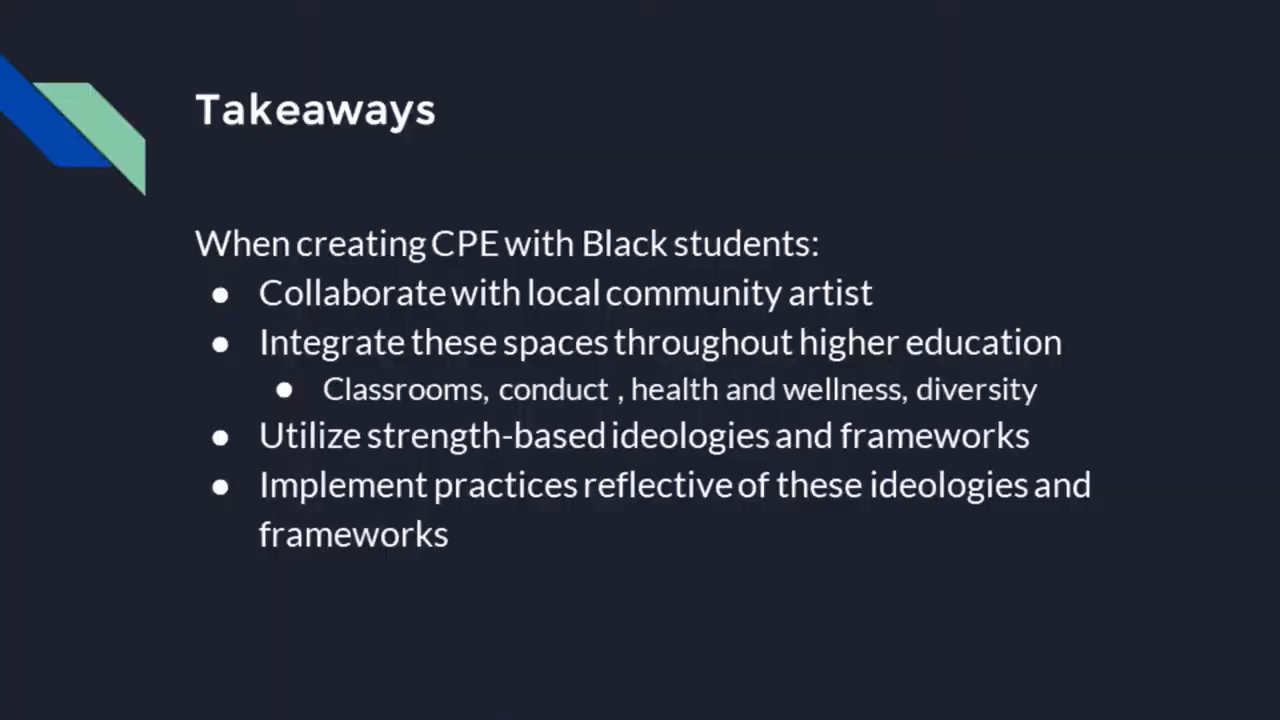 Takeaways
When creating CPE with Black students:
● Collaborate with local community artist
● Integrate these spaces throughout higher education
● Classrooms, conduct , health and wellness, diversity
● Utilize strength-based ideologies and frameworks
● Implement practices reflective of these ideologies and
frameworks